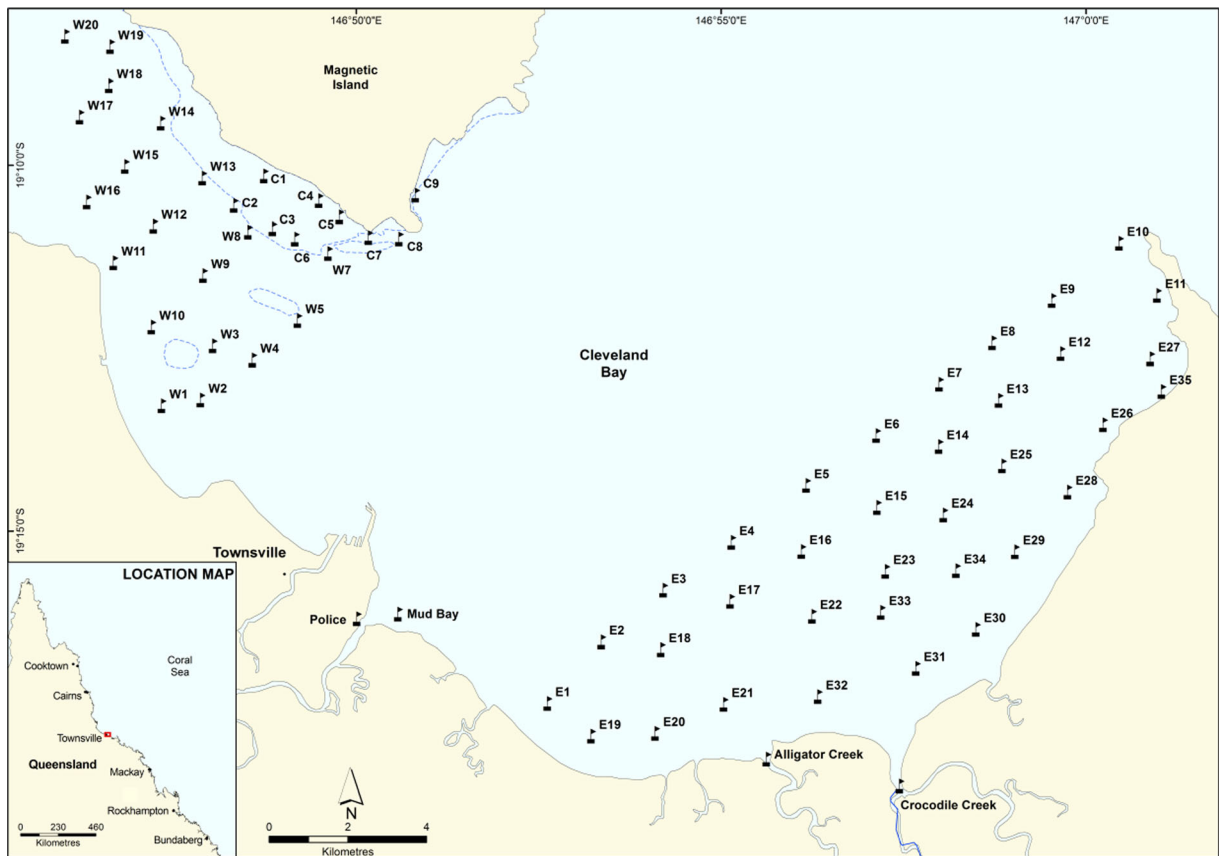 146°50'0"E
146°55'0"E
147°0'0"E
W20
W19
Magnetic
Island
W18
W17
W14
19°10'0"S
W15
W13
C1
C4
C9
W16
C2
C5
C3
W12
W8
C6
C7
C8
E10
W11
W7
W9
E11
E9
W5
W10
W3
W4
Cleveland
Bay
E8
E12
E27
E7
E35
W1
W2
E13
E26
E6
E14
E25
E5
E28
E15
E24
19°15'0"S
E4
E16
E29
Townsville
E23
E34
E3
E17
E22
E33
Police
Mud Bay
E2
E18
E30
E31
E1
E21
E32
E19
E20
Alligator Creek
Crocodile Creek
N
0 2 4
Kilometres
LOCATION MAP
Coral
Sea
Cooktown
Cairns
Townsville
Queensland
Mackay
Rockhampton
0 230 460
Kilometres
Bundaberg